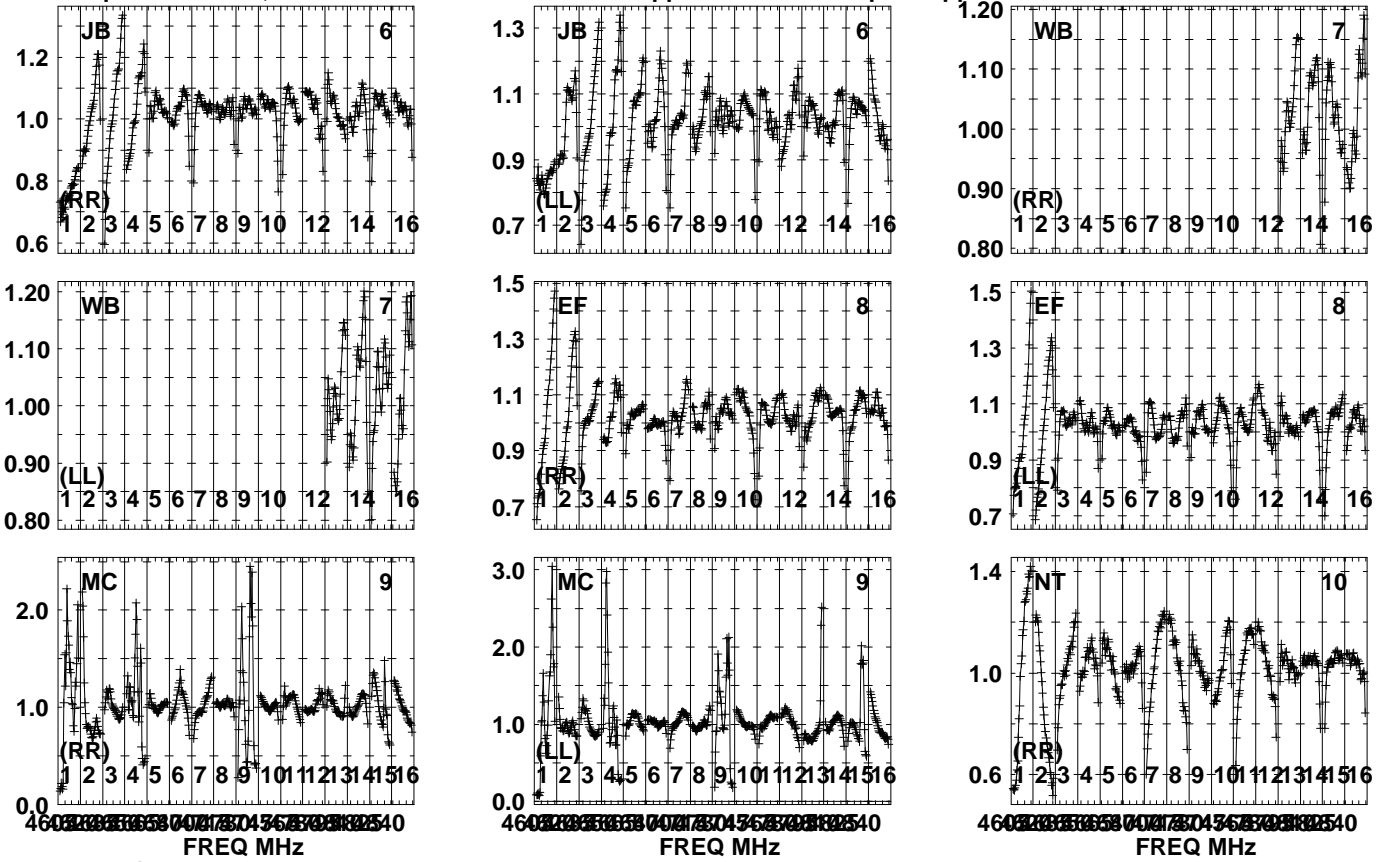 JB 6
1.2
1.0
0.8
0.6
(RR)
1 2 3 4 5 6 7 8 9 10 12 14 16
JB 6
1.3
1.1
0.9
0.7
(LL)
1 2 3 4 5 6 7 8 9 10 12 14 16
WB 7
1.20
1.10
1.00
0.90
0.80
(RR)
1 2 3 4 5 6 7 8 9 10 12 14 16
WB 7
1.20
1.10
1.00
0.90
0.80
(LL)
1 2 3 4 5 6 7 8 9 10 12 14 16
EF 8
1.5
1.3
1.1
0.9
0.7
(RR)
1 2 3 4 5 6 7 8 9 10 12 14 16
EF 8
1.5
1.3
1.1
0.9
0.7
(LL)
1 2 3 4 5 6 7 8 9 10 12 14 16
MC 9
2.0
1.0
0.0
(RR)
1 2 3 4 5 6 7 8 9 10 11 12 13 14 15 16
FREQ MHz
MC 9
3.0
2.0
1.0
0.0
(LL)
1 2 3 4 5 6 7 8 9 10 11 12 13 14 15 16
FREQ MHz
NT 10
1.4
1.0
0.6
(RR)
1 2 3 4 5 6 7 8 9 10 11 12 13 14 15 16
FREQ MHz